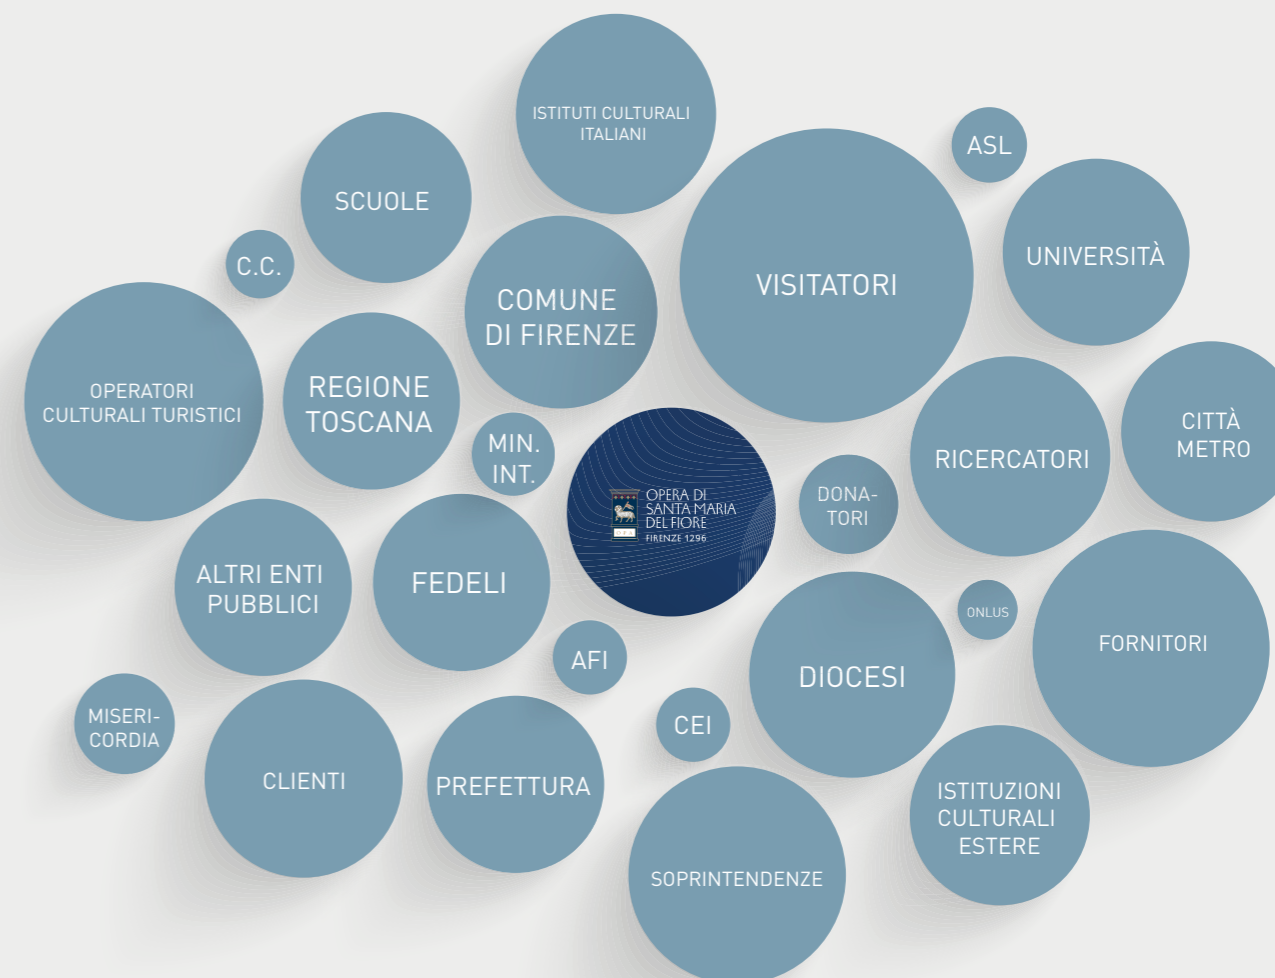 ISTITUTI CULTURALI
ITALIANI
ASL
SCUOLE
UNIVERSITÀ
C.C.
VISITATORI
COMUNE
DI FIRENZE
OPERATORI
CULTURALI TURISTICI
REGIONE
TOSCANA
CITTÀ
METRO
MIN.
INT.
RICERCATORI
OPERA DI
SANTA MARIA
DEL FIORE
FIRENZE 1296
DONA-
TORI
ALTRI ENTI
PUBBLICI
FEDELI
ONLUS
FORNITORI
AFI
DIOCESI
MISERI-
CORDIA
CEI
CLIENTI
PREFETTURA
ISTITUZIONI
CULTURALI
ESTERE
SOPRINTENDENZE